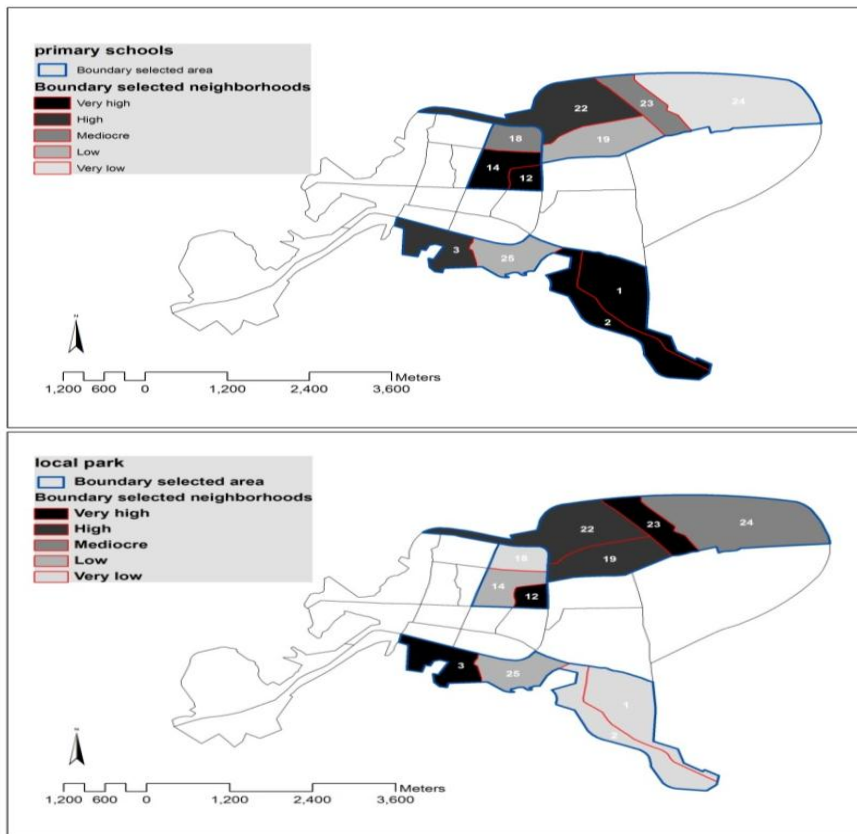 primary schools
Boundary selected area
Boundary selected neighborhoods
Very high
High
Mediocre
Low
Very low
22
23
24
18
19
14
12
3
25
1
2
N
Meters
1,200 600 0 1,200 2,400 3,600
local park
Boundary selected area
Boundary selected neighborhoods
Very high
High
Mediocre
Low
Very low
22
23
24
18
19
14
12
3
25
1
2
N
Meters
1,200 600 0 1,200 2,400 3,600